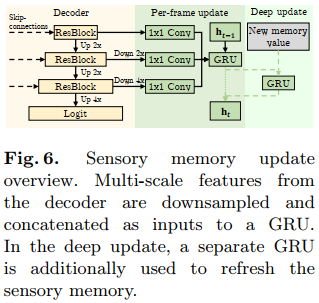 Decoder Per-frame update Deep update
Skip-
connections
ResBlock 1x1 Conv h_{t-1} New memory
value
Up 2x Down 2x
ResBlock 1x1 Conv GRU
Up 2x Down 4x GRU
ResBlock 1x1 Conv
Up 4x
Logit h_t
Fig. 6. Sensory memory update
overview. Multi-scale features from
the decoder are downsampled and
concatenated as inputs to a GRU.
In the deep update, a separate GRU
is additionally used to refresh the
sensory memory.